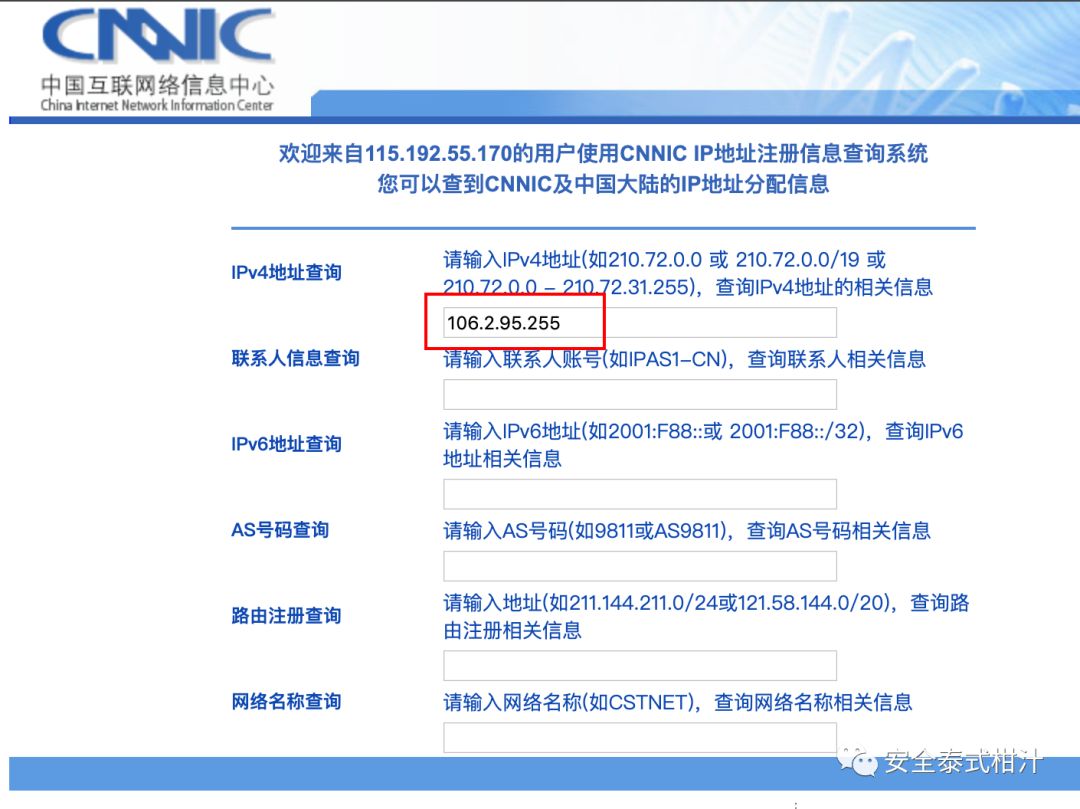 CNNIC
中国互联网络信息中心
China Internet Network Information Center
欢迎来自115.192.55.170的用户使用CNNIC IP地址注册信息查询系统
您可以查到CNNIC及中国大陆的IP地址分配信息
IPv4地址查询
请输入IPv4地址(如210.72.0.0 或 210.72.0.0/19 或
210.72.0.0 – 210.72.31.255)，查询IPv4地址的相关信息
106.2.95.255
联系人信息查询
请输入联系人账号(如IPAS1–CN)，查询联系人相关信息
IPv6地址查询
请输入IPv6地址(如2001:F88::或 2001:F88::/32)，查询IPv6
地址相关信息
AS号码查询
请输入AS号码(如9811或AS9811)，查询AS号码相关信息
路由注册查询
请输入地址(如211.144.211.0/24或121.58.144.0/20)，查询路
由注册相关信息
网络名称查询
请输入网络名称(如CSTNET)，查询网络名称相关信息
安全泰式柑汁